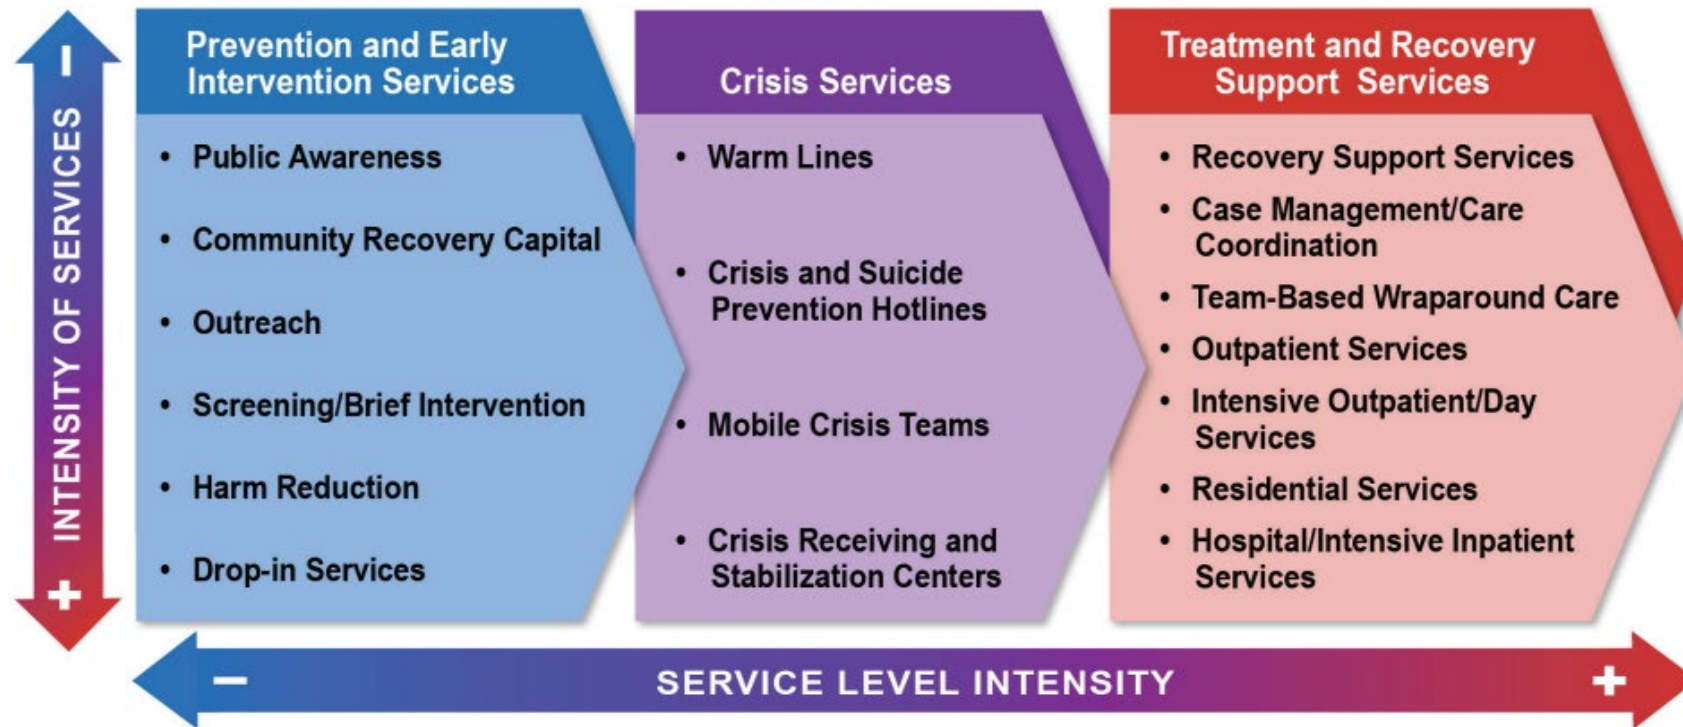 INTENSITY OF SERVICES
−
+
Prevention and Early
Intervention Services
• Public Awareness
• Community Recovery Capital
• Outreach
• Screening/Brief Intervention
• Harm Reduction
• Drop-in Services
Crisis Services
• Warm Lines
• Crisis and Suicide
Prevention Hotlines
• Mobile Crisis Teams
• Crisis Receiving and
Stabilization Centers
Treatment and Recovery
Support Services
• Recovery Support Services
• Case Management/Care
Coordination
• Team-Based Wraparound Care
• Outpatient Services
• Intensive Outpatient/Day
Services
• Residential Services
• Hospital/Intensive Inpatient
Services
− SERVICE LEVEL INTENSITY +